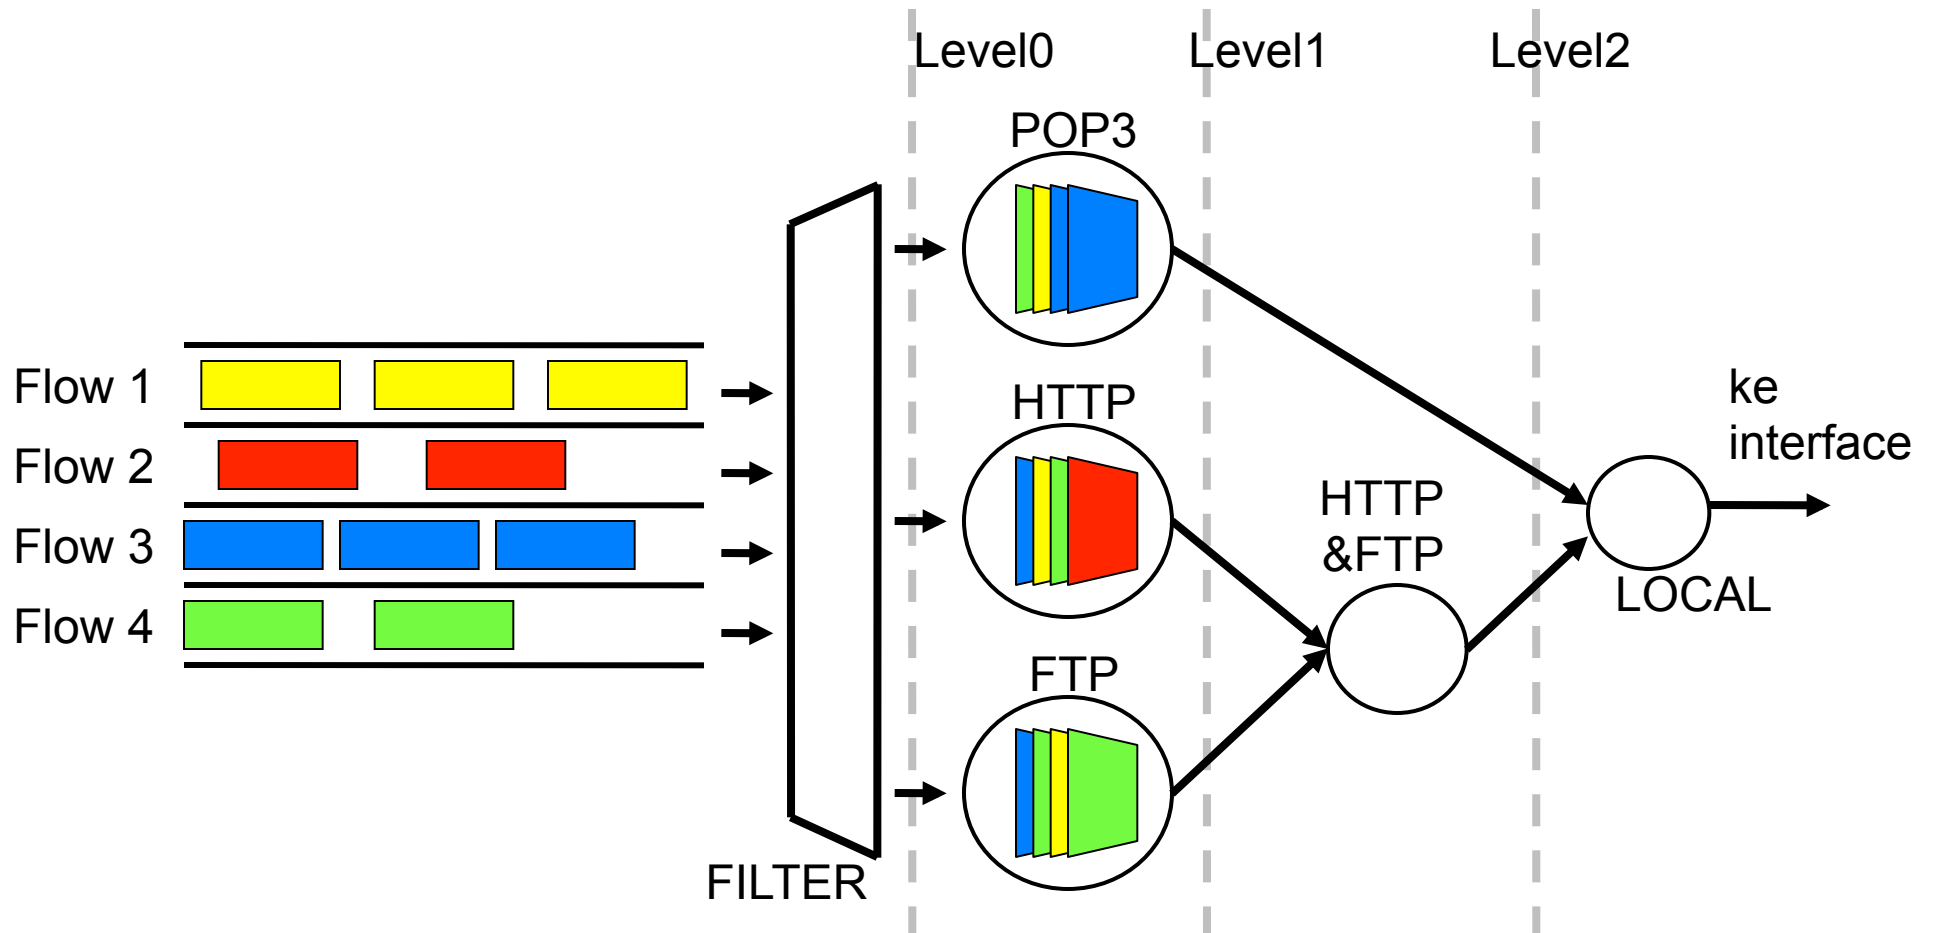 Level0
Level1
Level2
POP3
Flow 1
Flow 2
Flow 3
Flow 4
FILTER
HTTP
FTP
HTTP
&FTP
LOCAL
ke
interface